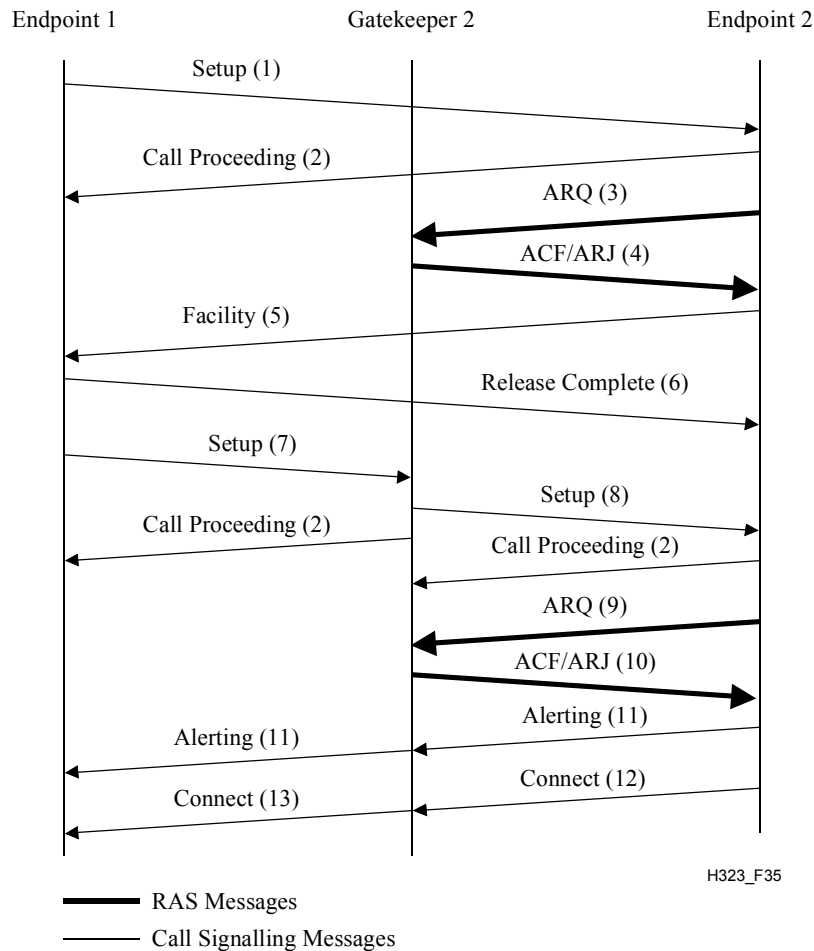 Endpoint 1 Gatekeeper 2 Endpoint 2
Setup (1)
Call Proceeding (2)
ARQ (3)
ACF/ARJ (4)
Facility (5)
Release Complete (6)
Setup (7)
Setup (8)
Call Proceeding (2)
Call Proceeding (2)
ARQ (9)
ACF/ARJ (10)
Alerting (11)
Alerting (11)
Connect (12)
Connect (13)
H323_F35
RAS Messages
Call Signalling Messages